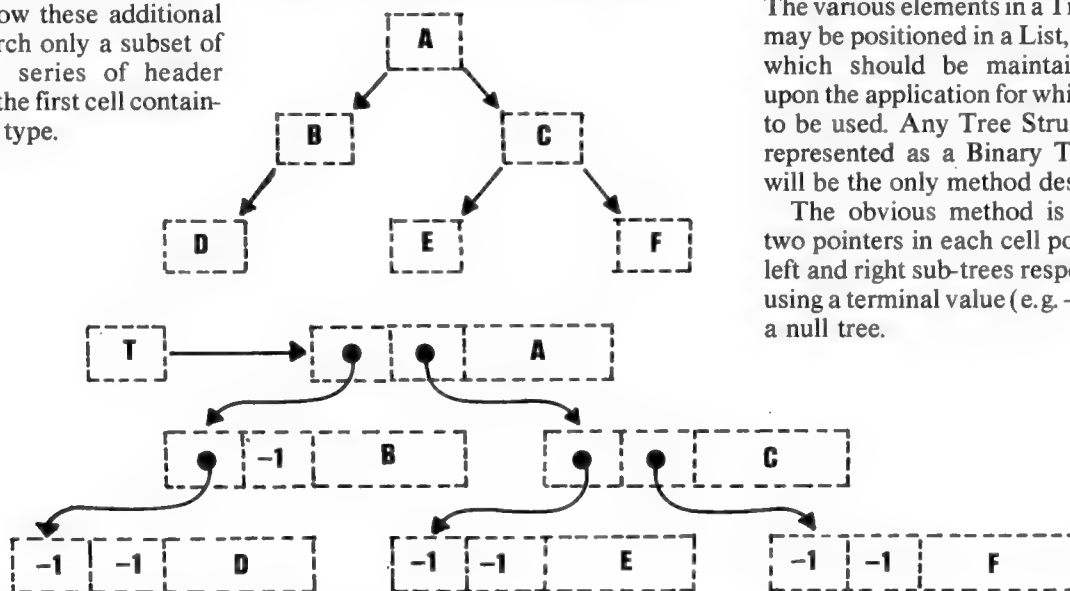 ow these additional
rch only a subset of
series of header
the first cell contain-
type.
A
B
C
D
E
F
T
A
-1
B
C
-1
-1
D
-1
-1
E
-1
-1
F
The various elements in a Tr
may be positioned in a List,
which should be maintai
upon the application for whi
to be used. Any Tree Stru
represented as a Binary T
will be the only method des
The obvious method is
two pointers in each cell po
left and right sub-trees resp
using a terminal value (e.g. -
a null tree.